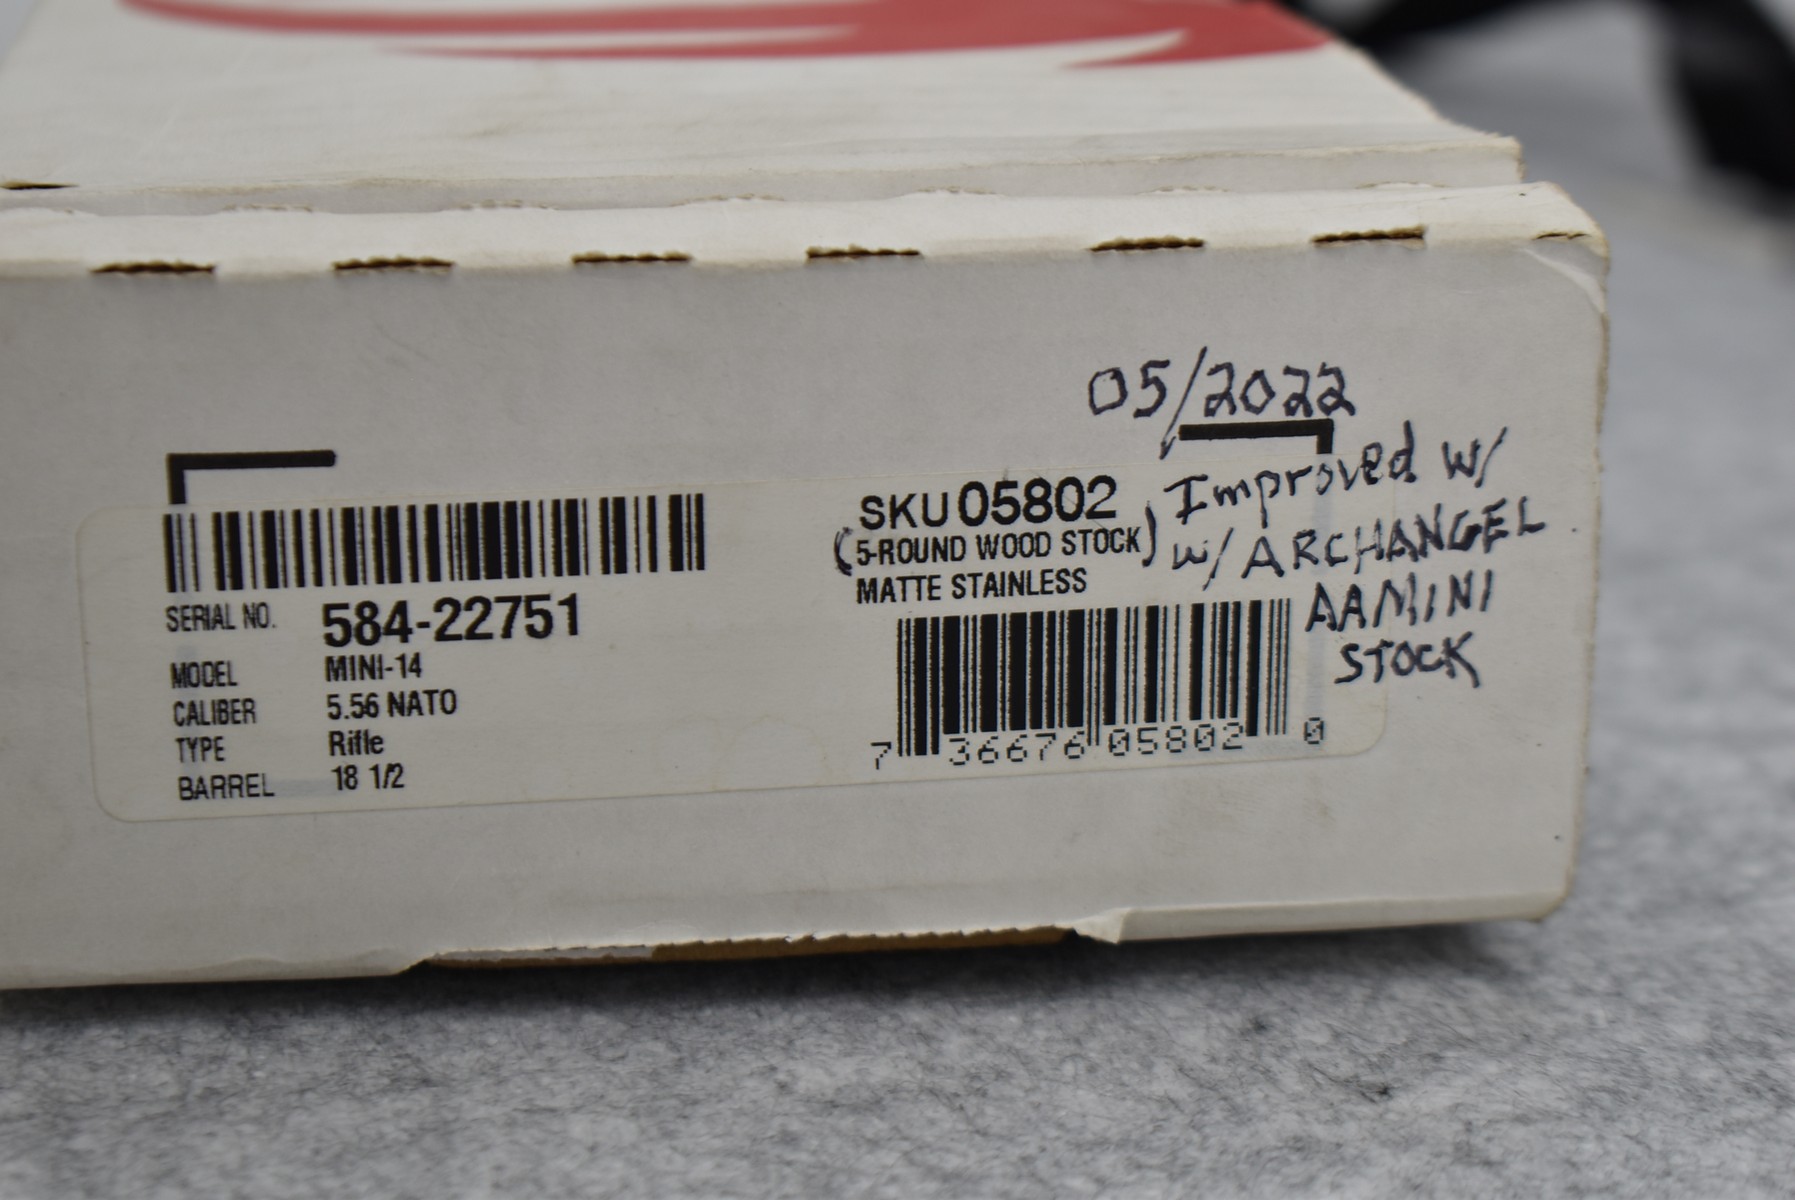 05/2022
Improved w/
w/ ARCHANGEL
AAMINI
STOCK
SKU 05802
(5-ROUND WOOD STOCK)
MATTE STAINLESS
7 36676 05802 0
SERIAL NO. 584-22751
MODEL MINI-14
CALIBER 5.56 NATO
TYPE Rifle
BARREL 18 1/2